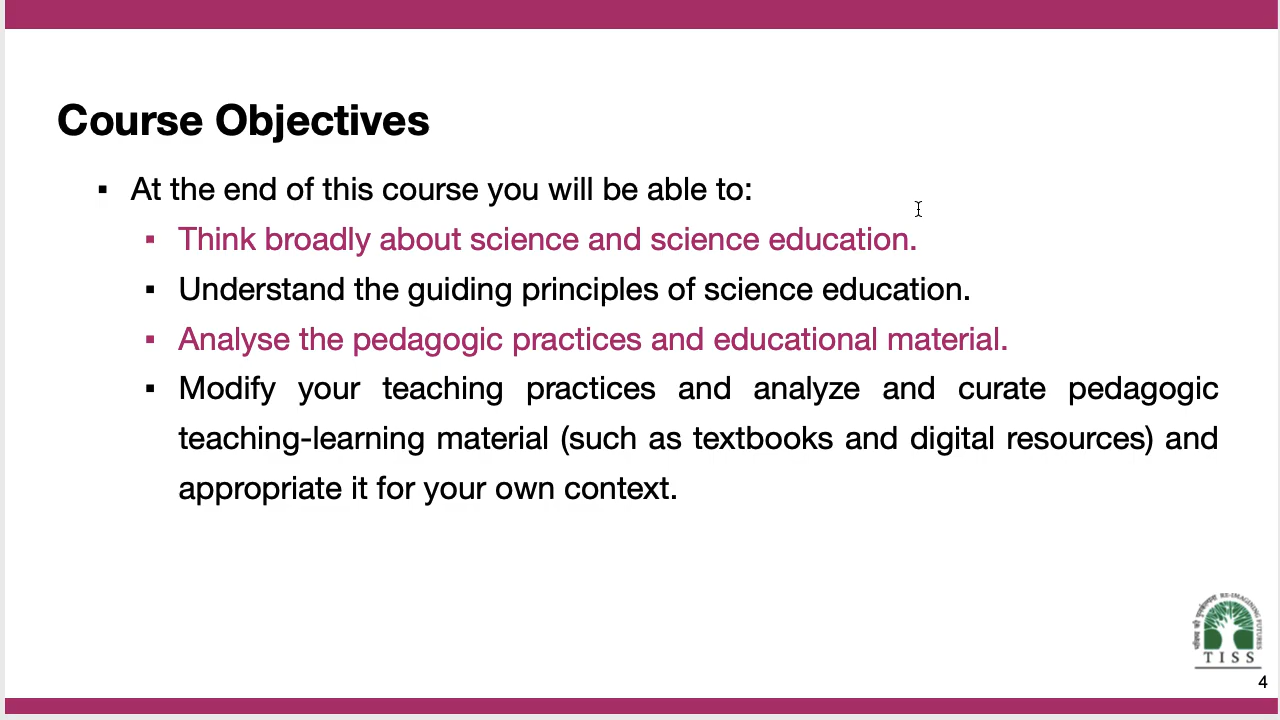 Course Objectives
▪ At the end of this course you will be able to:
▪ Think broadly about science and science education.
▪ Understand the guiding principles of science education.
▪ Analyse the pedagogic practices and educational material.
▪ Modify your teaching practices and analyze and curate pedagogic
teaching-learning material (such as textbooks and digital resources) and
appropriate it for your own context.
RE-IMAGINING FUTURES
TISS
4